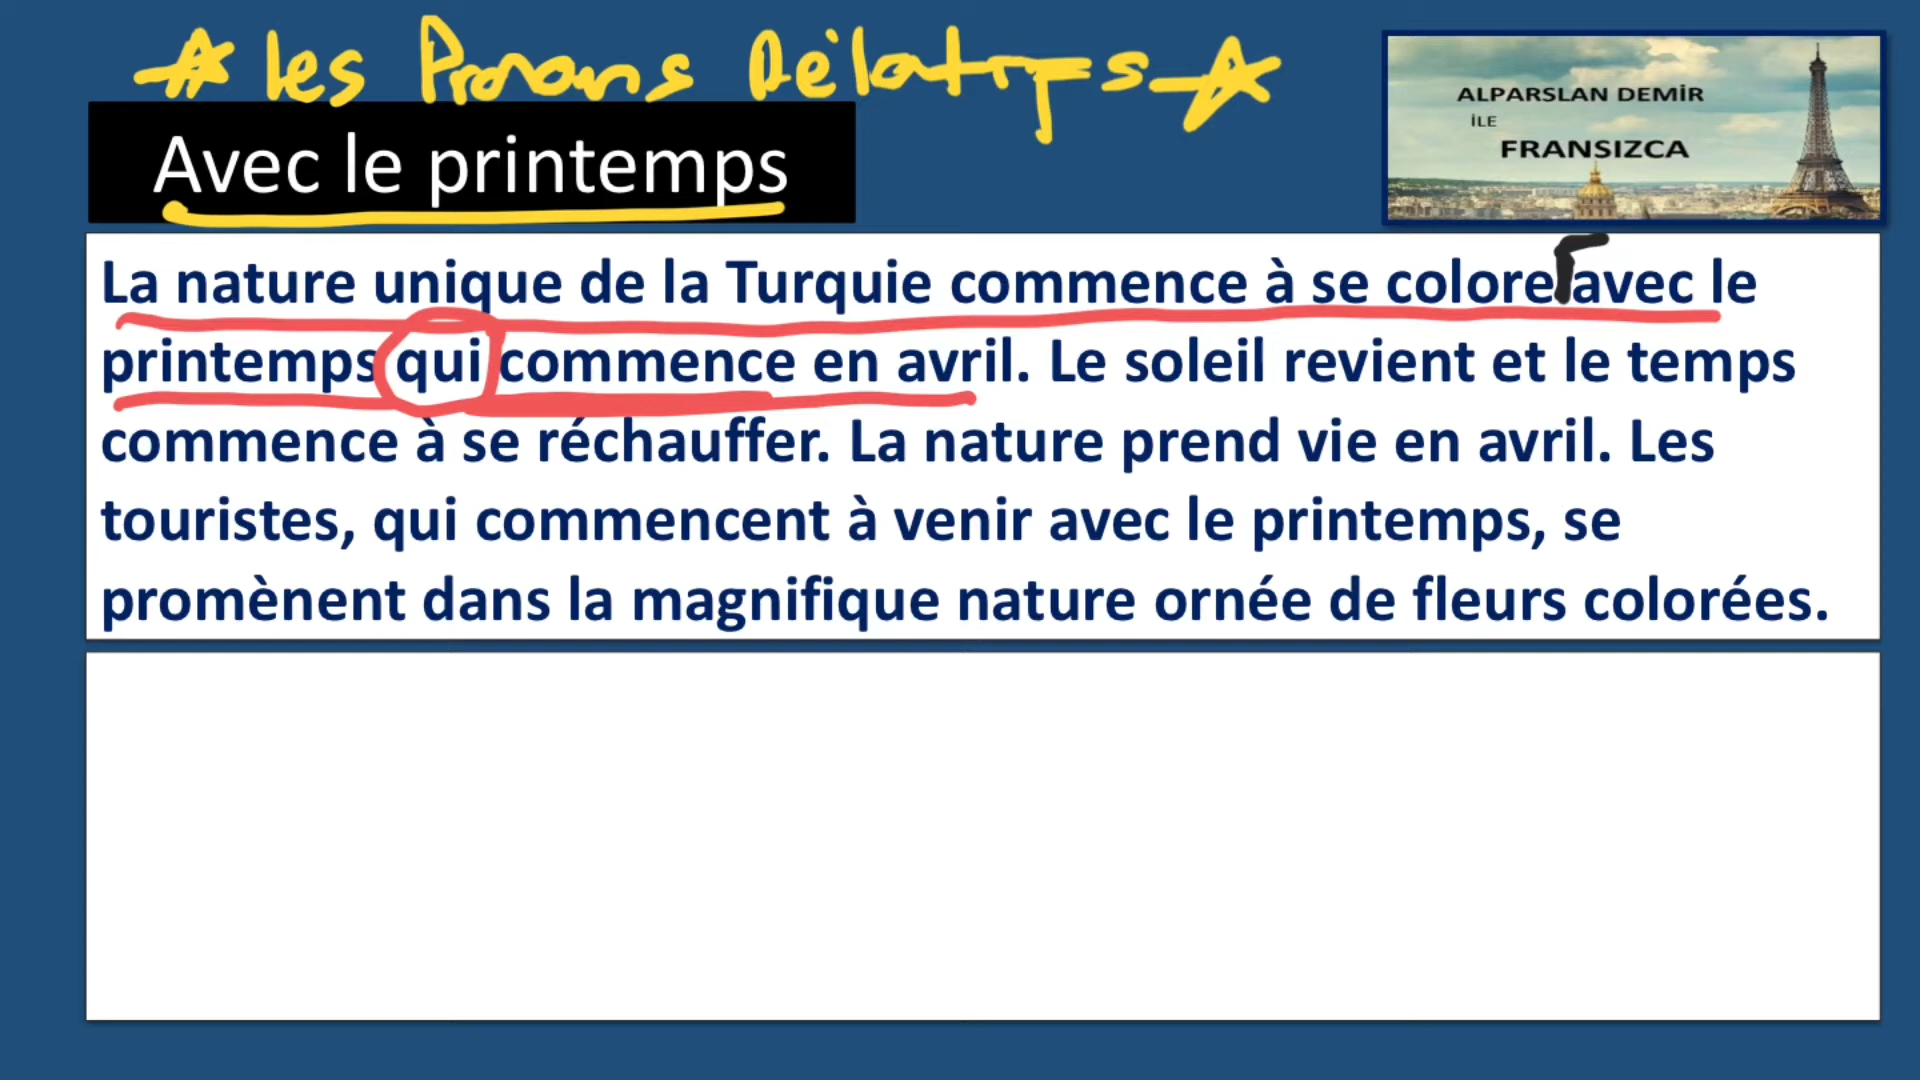 les Pronoms Rélatifs
Avec le printemps
ALPARSLAN DEMİR
İLE
FRANSIZCA
La nature unique de la Turquie commence à se colorer avec le
printemps qui commence en avril. Le soleil revient et le temps
commence à se réchauffer. La nature prend vie en avril. Les
touristes, qui commencent à venir avec le printemps, se
promènent dans la magnifique nature ornée de fleurs colorées.